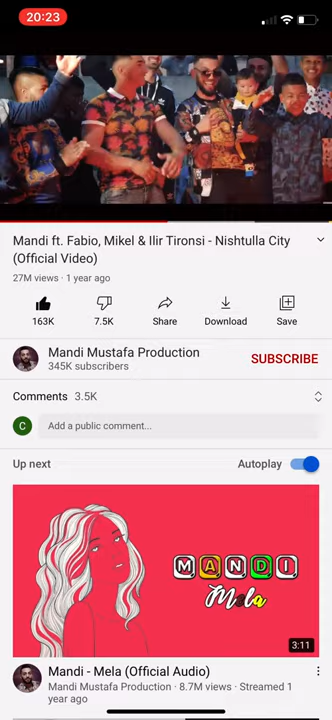 20:23
Mandi ft. Fabio, Mikel & Ilir Tironsi - Nishtulla City
(Official Video)
27M views · 1 year ago
163K
7.5K
Share
Download
Save
Mandi Mustafa Production
345K subscribers
SUBSCRIBE
Comments 3.5K
C
Add a public comment...
Up next
Autoplay
MANDI
Mela
3:11
Mandi - Mela (Official Audio)
Mandi Mustafa Production · 8.7M views · Streamed 1
year ago